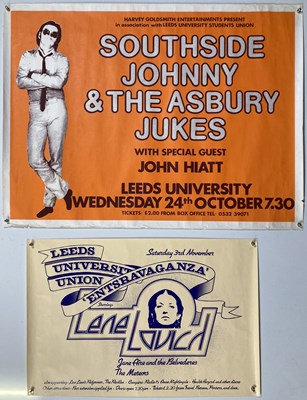 HARVEY GOLDSMITH ENTERTAINMENTS PRESENT
in association with LEEDS UNIVERSITY STUDENTS UNION
SOUTHSIDE
JOHNNY
& THE ASBURY
JUKES
WITH SPECIAL GUEST
JOHN HIATT
LEEDS UNIVERSITY
WEDNESDAY 24th OCTOBER 7.30
TICKETS £3.00 FROM BOX OFFICE TEL: 0532 39071
LEEDS
Saturday 3rd November
UNIVERSITY
UNION 'ENTSRAVAGANZA'
Starring:
Lene Lovich
Jane Aire and the Belvederes
The Meteors